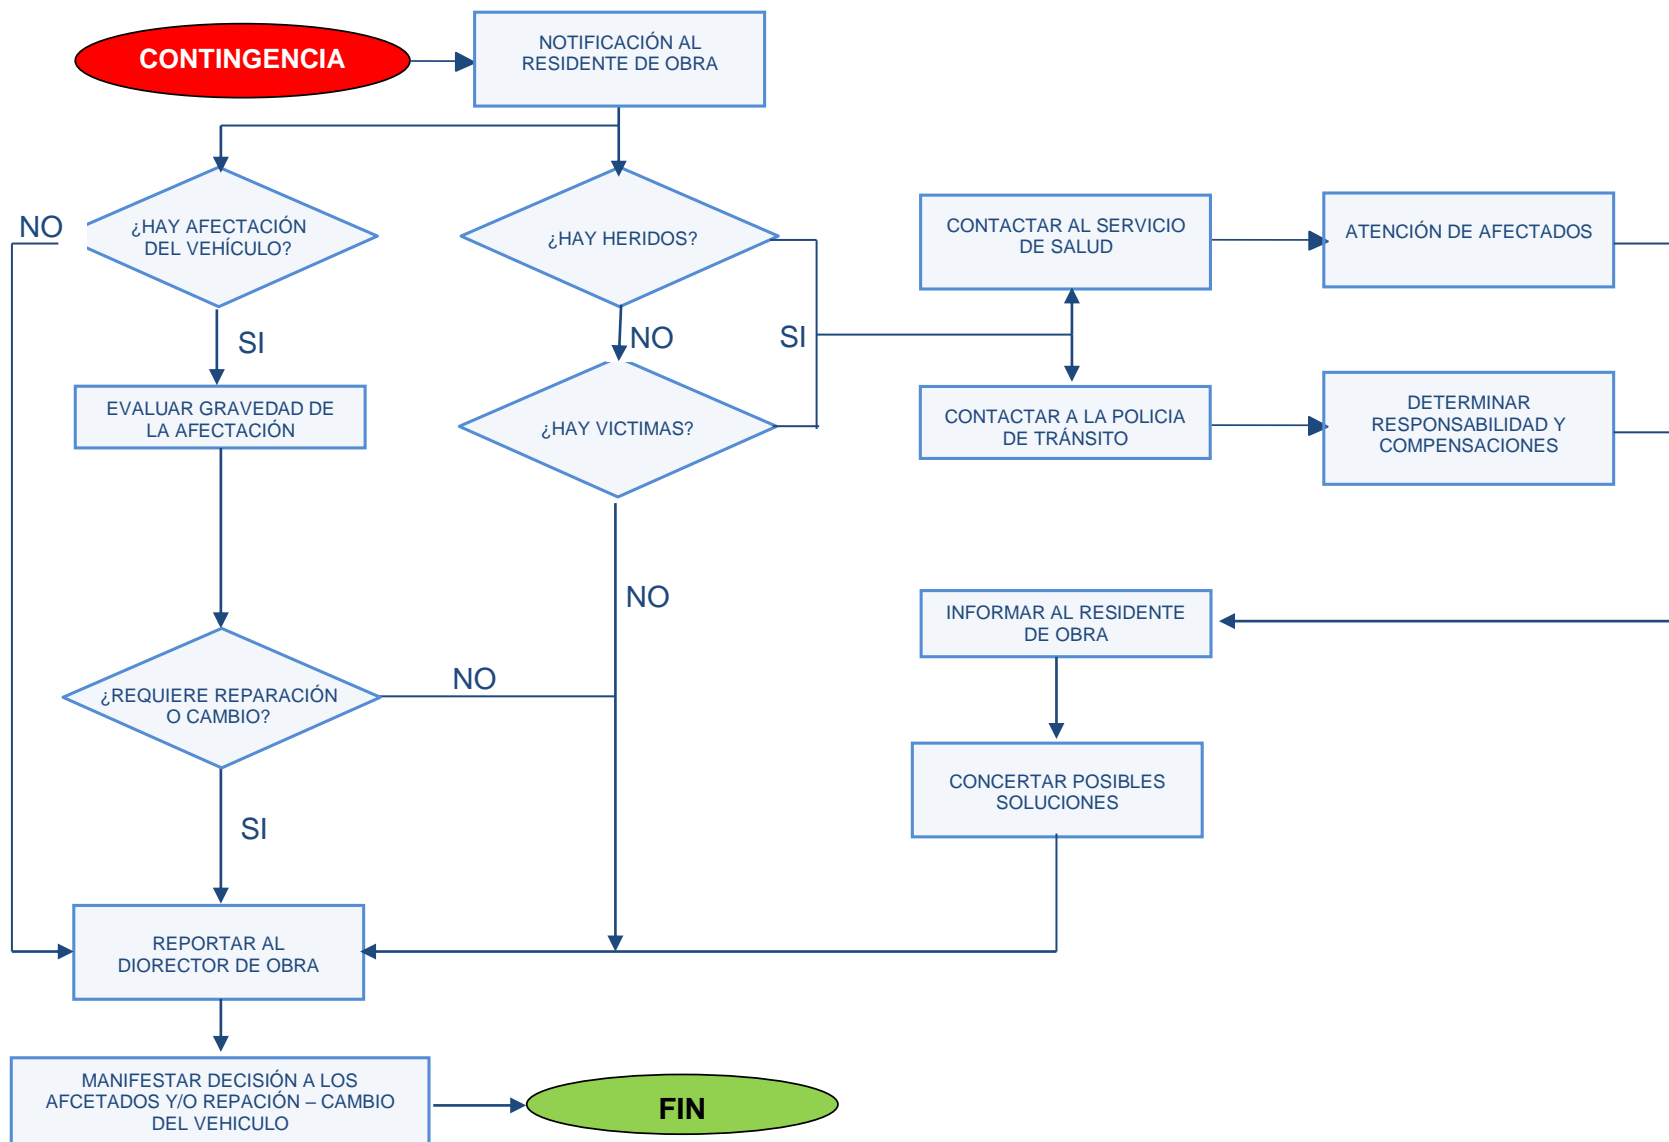 CONTINGENCIA
NOTIFICACIÓN AL
RESIDENTE DE OBRA
NO
¿HAY AFECTACIÓN
DEL VEHÍCULO?
¿HAY HERIDOS?
CONTACTAR AL SERVICIO
DE SALUD
ATENCIÓN DE AFECTADOS
SI
NO
SI
EVALUAR GRAVEDAD DE
LA AFECTACIÓN
¿HAY VICTIMAS?
CONTACTAR A LA POLICIA
DE TRÁNSITO
DETERMINAR
RESPONSABILIDAD Y
COMPENSACIONES
NO
INFORMAR AL RESIDENTE
DE OBRA
¿REQUIERE REPARACIÓN
O CAMBIO?
NO
CONCERTAR POSIBLES
SOLUCIONES
SI
REPORTAR AL
DIORECTOR DE OBRA
MANIFESTAR DECISIÓN A LOS
AFCETADOS Y/O REPACIÓN – CAMBIO
DEL VEHICULO
FIN